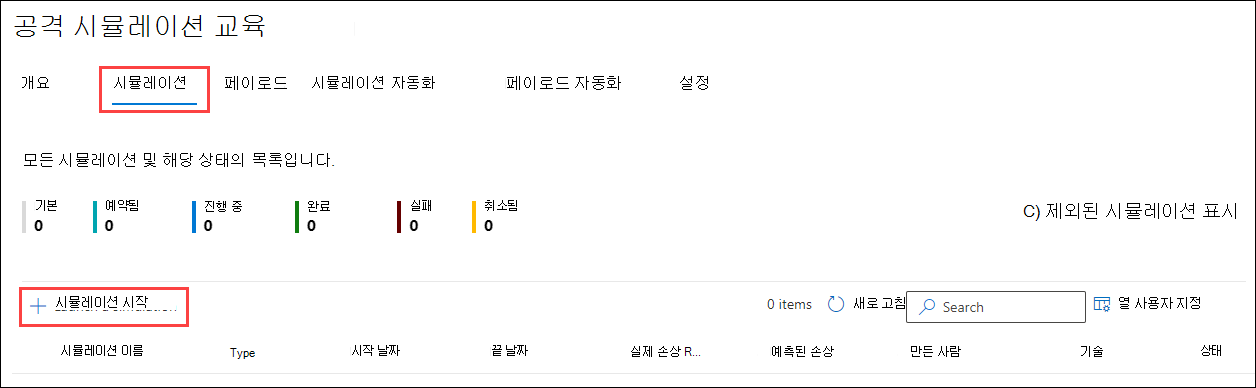 공격 시뮬레이션 교육
개요 시뮬레이션 페이로드 시뮬레이션 자동화 페이로드 자동화 설정
모든 시뮬레이션 및 해당 상태의 목록입니다.
기본 예약됨 진행 중 완료 실패 취소됨
0 0 0 0 0 0
C) 제외된 시뮬레이션 표시
시뮬레이션 시작 0 items 새로 고침 Search 열 사용자 지정
시뮬레이션 이름 Type 시작 날짜 끝 날짜 실제 손상 R... 예측된 손상 만든 사람 기술 상태